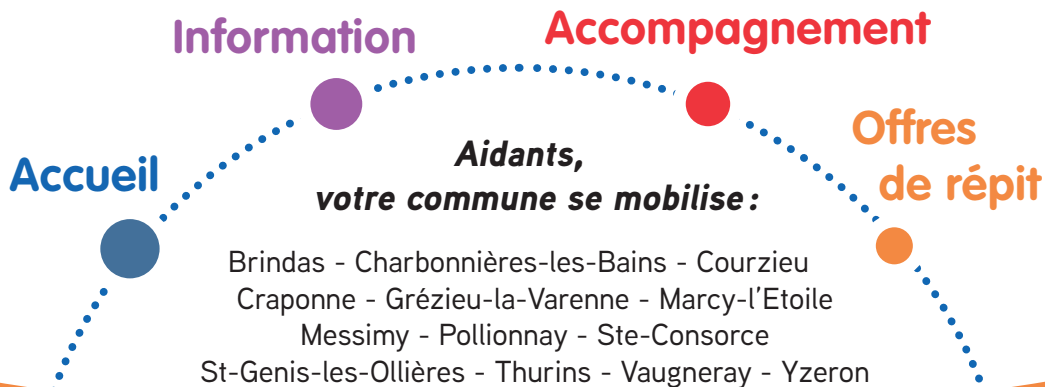 Information
Accompagnement
Accueil
Offres
de répit
Aidants,
votre commune se mobilise :
Brindas - Charbonnières-les-Bains - Courzieu
Craponne - Grézieu-la-Varenne - Marcy-l'Etoile
Messimy - Pollionnay - Ste-Consorce
St-Genis-les-Ollières - Thurins - Vaugneray - Yzeron